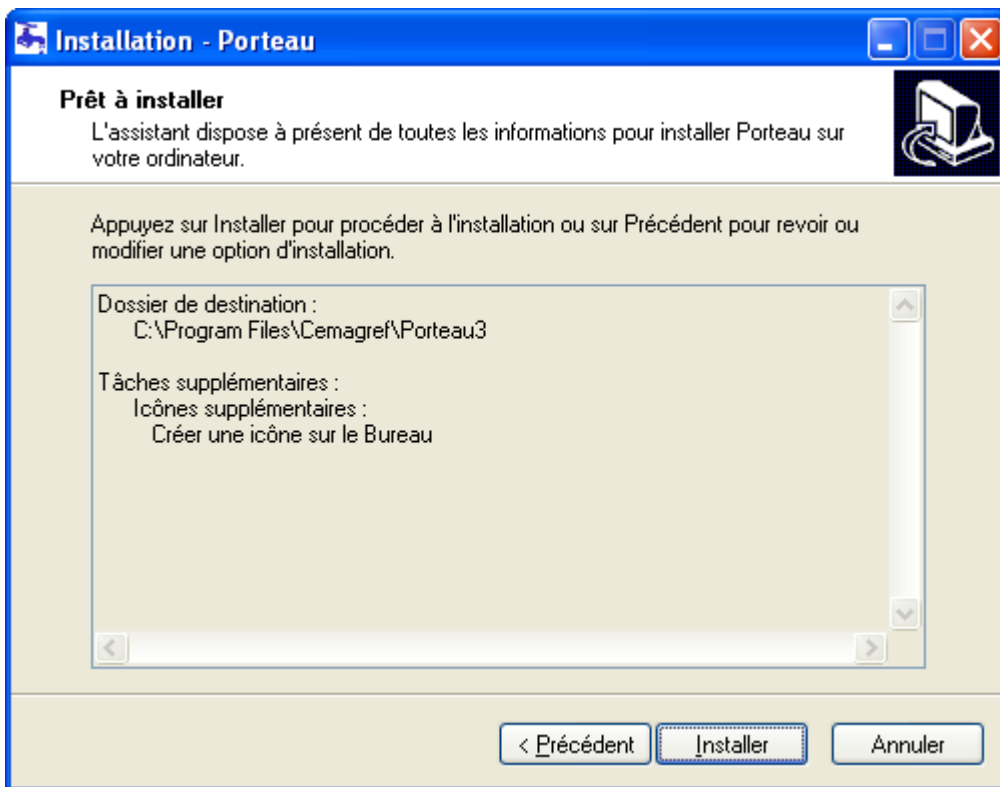 Installation - Porteau
Prêt à installer
L'assistant dispose à présent de toutes les informations pour installer Porteau sur
votre ordinateur.
Appuyez sur Installer pour procéder à l'installation ou sur Précédent pour revoir ou
modifier une option d'installation.
Dossier de destination :
C:\Program Files\Cemagref\Porteau3
Tâches supplémentaires :
Icônes supplémentaires :
Créer une icône sur le Bureau
< Précédent
Installer
Annuler